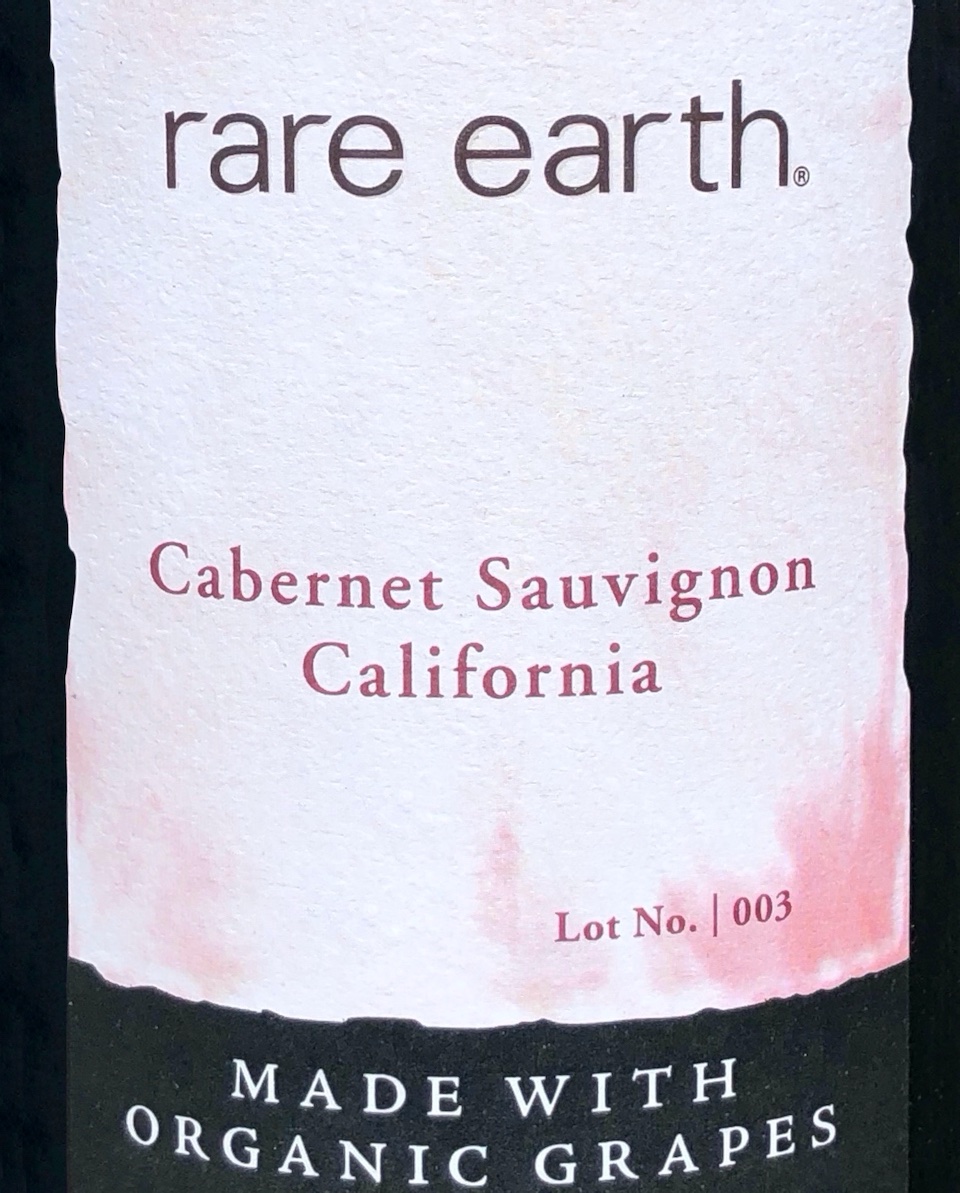 rare earth®
Cabernet Sauvignon
California
Lot No. | 003
MADE WITH
ORGANIC GRAPES